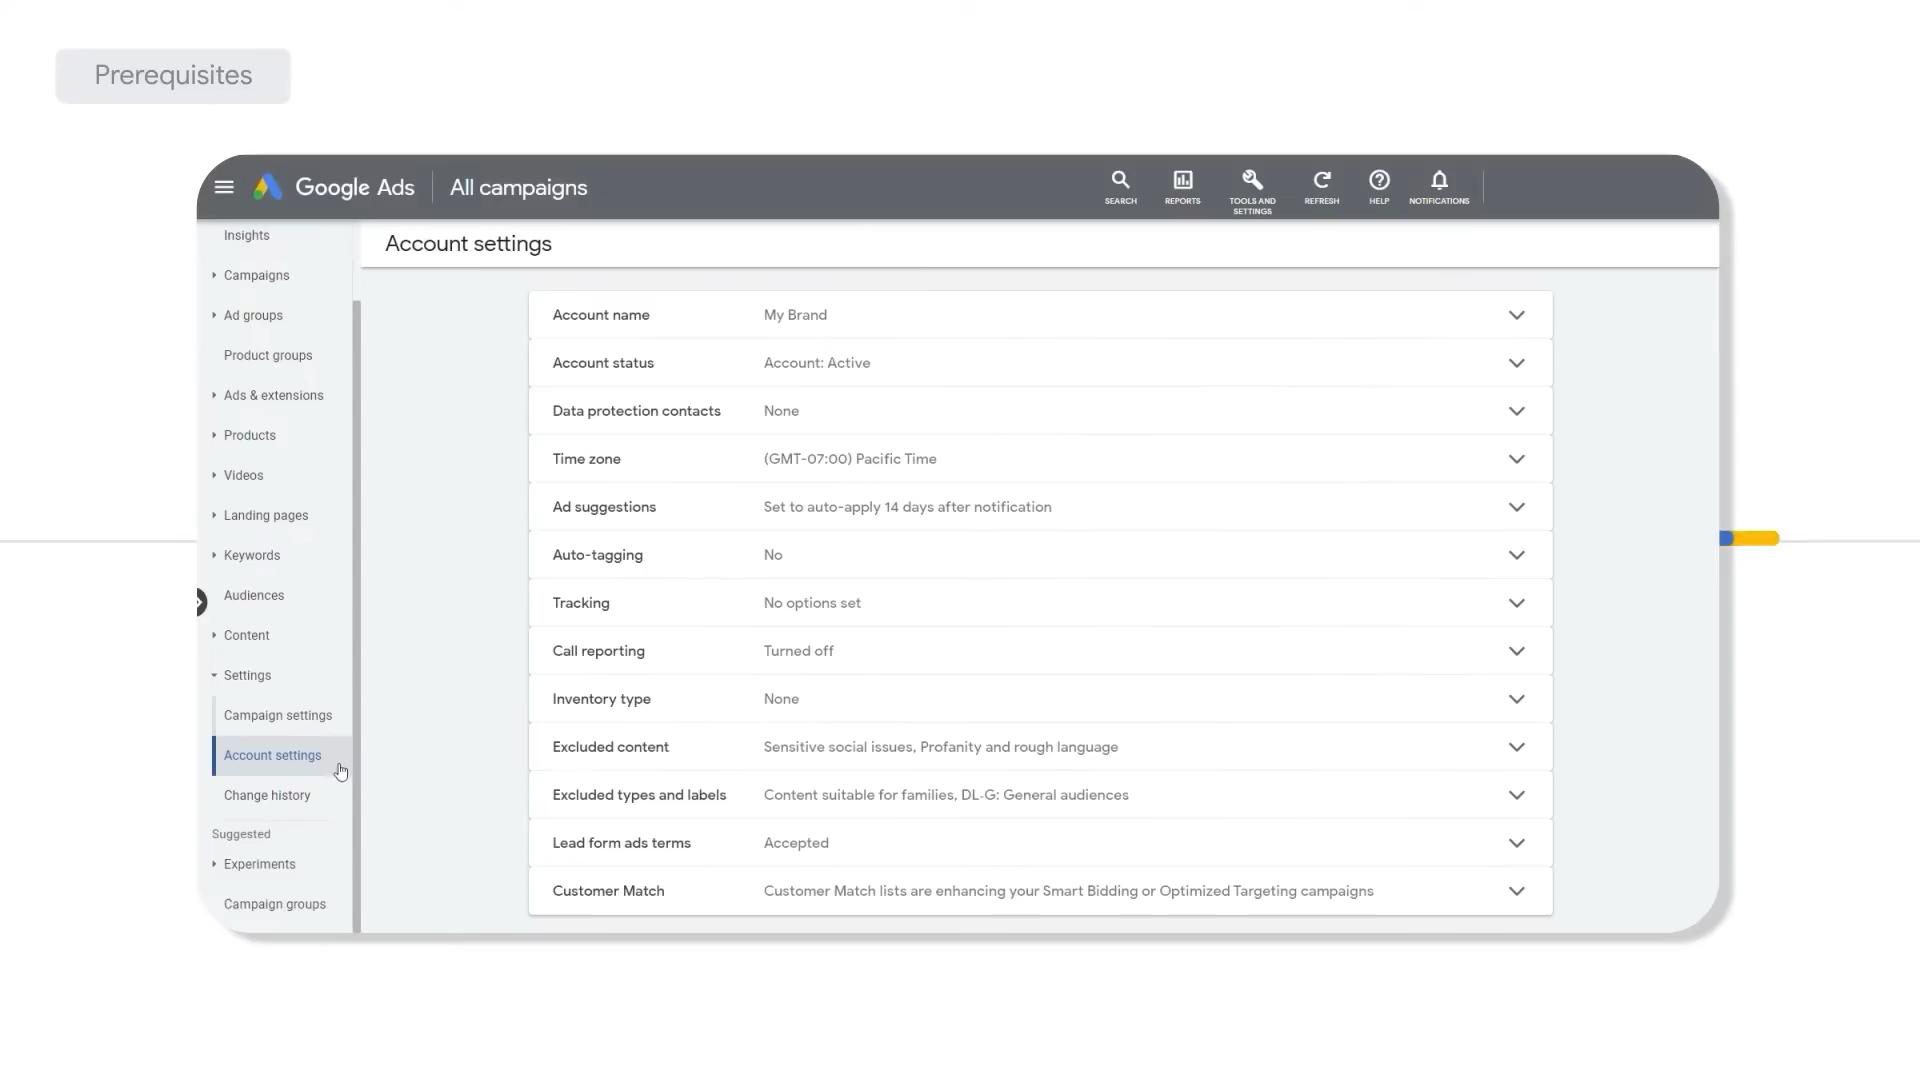 Prerequisites
Google Ads
All campaigns
SEARCH
REPORTS
TOOLS AND
SETTINGS
REFRESH
HELP
NOTIFICATIONS
Insights
Campaigns
Ad groups
Product groups
Ads & extensions
Products
Videos
Landing pages
Keywords
Audiences
Content
Settings
Campaign settings
Account settings
Change history
Suggested
Experiments
Campaign groups
Account settings
Account name My Brand
Account status Account: Active
Data protection contacts None
Time zone (GMT-07:00) Pacific Time
Ad suggestions Set to auto-apply 14 days after notification
Auto-tagging No
Tracking No options set
Call reporting Turned off
Inventory type None
Excluded content Sensitive social issues, Profanity and rough language
Excluded types and labels Content suitable for families, DL-G: General audiences
Lead form ads terms Accepted
Customer Match Customer Match lists are enhancing your Smart Bidding or Optimized Targeting campaigns